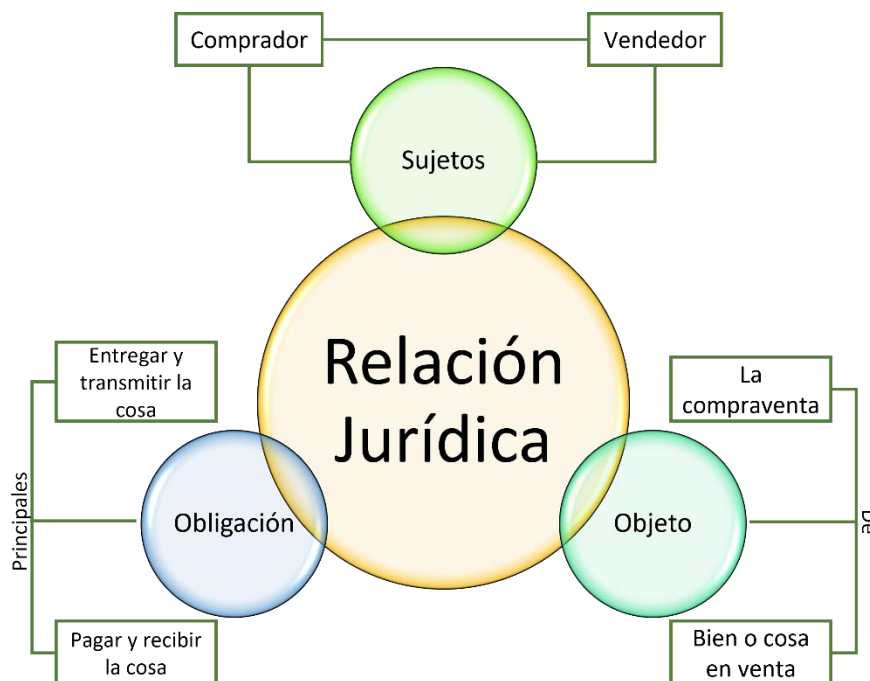 Comprador
Vendedor
Sujetos
Relación
Jurídica
Entregar y
transmitir la
cosa
La
compraventa
Principales
Obligación
Objeto
De
Pagar y recibir
la cosa
Bien o cosa
en venta